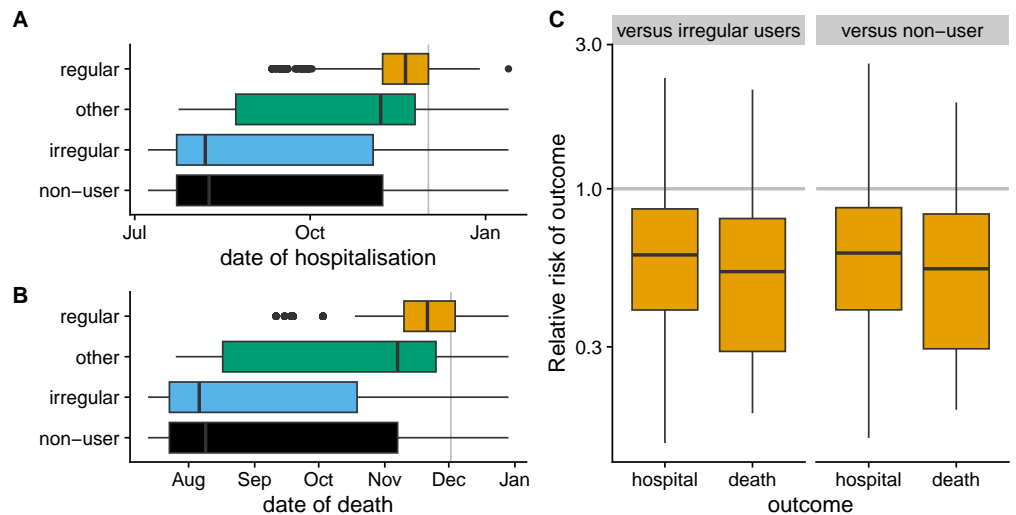 A
regular
other
irregular
non−user
Jul
Oct
Jan
date of hospitalisation
B
regular
other
irregular
non−user
Aug
Sep
Oct
Nov
Dec
Jan
date of death
C
versus irregular users
versus non−user
3.0
1.0
0.3
Relative risk of outcome
hospital
death
hospital
death
outcome